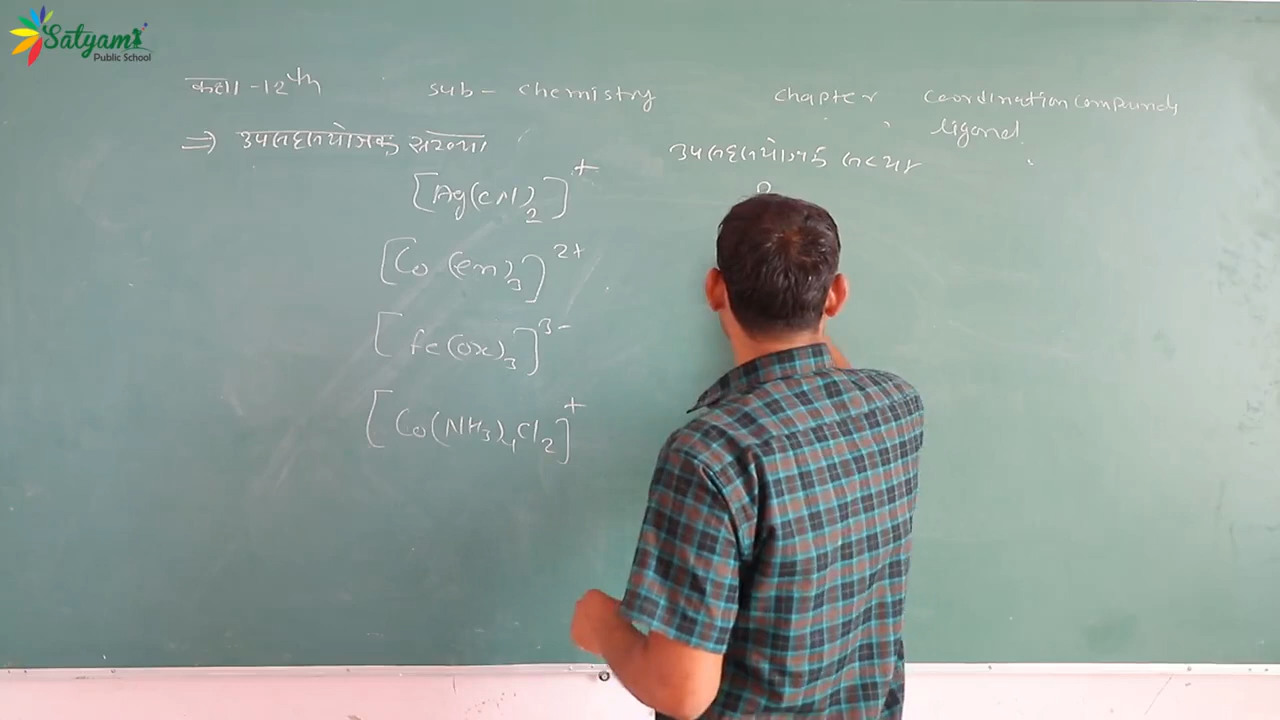 Satyam
Public School
कक्षा - 12th sub - chemistry chapter coordination compounds
ligand
⇒ उपसहसंयोजक संख्या
[Ag(CN)2]+
[Co (en)3]2+
[Fe(ox)3]3-
[Co(NH3)4Cl2]+